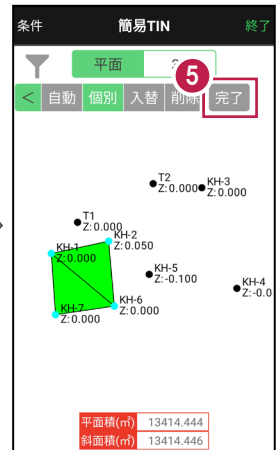 条件 簡易TIN 終了
平面
5
< 自動 個別 入替 削除 完了
T2
Z:0.000
KH-3
Z:0.000
T1
Z:0.000
KH-2
Z:0.050
KH-1
Z:0.000
KH-5
Z:-0.100
KH-4
Z:-0.0
KH-6
Z:0.000
KH-7
Z:0.000
平面積(㎡) 13414.444
斜面積(㎡) 13414.446